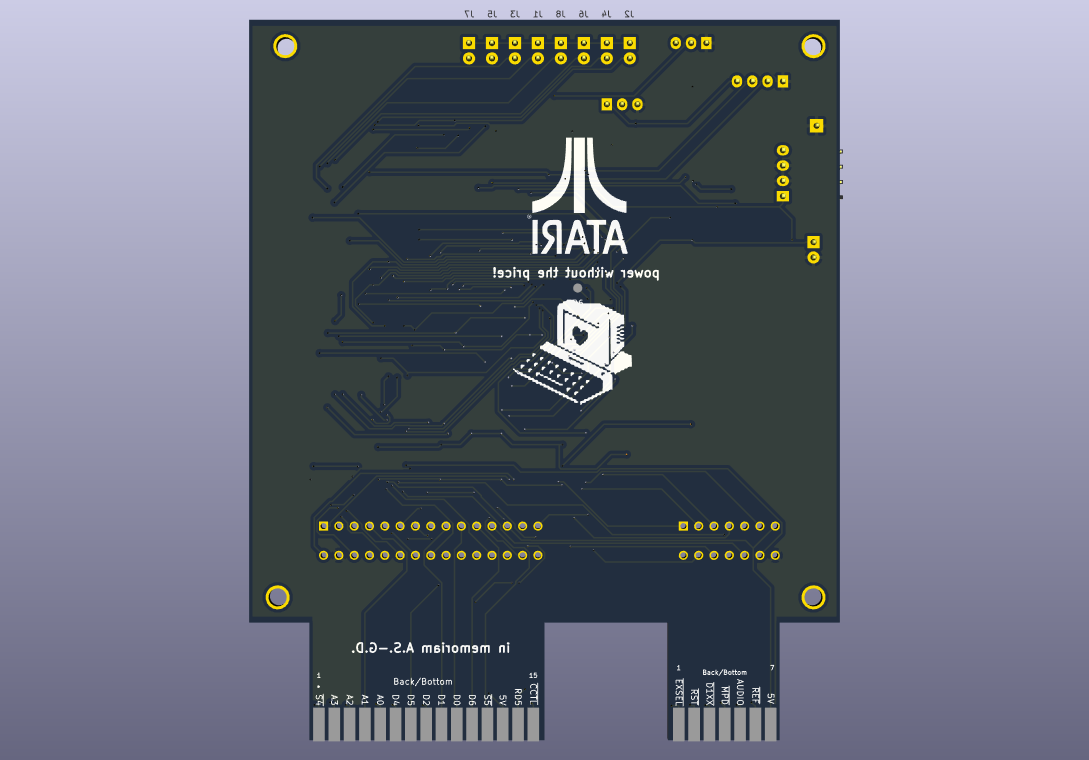 J7 J5 J3 J1 J8 J6 J4 J2
ATARI
power without the price!
in memoriam A.S.-G.D.
1 15
Back/Bottom
S4 A3 A2 A1 A0 D4 D5 D2 D1 D0 D6 S5 5V RD5 CCTL
1 7
Back/Bottom
EXSEL RST D1XX MPD AUDIO REF 5V